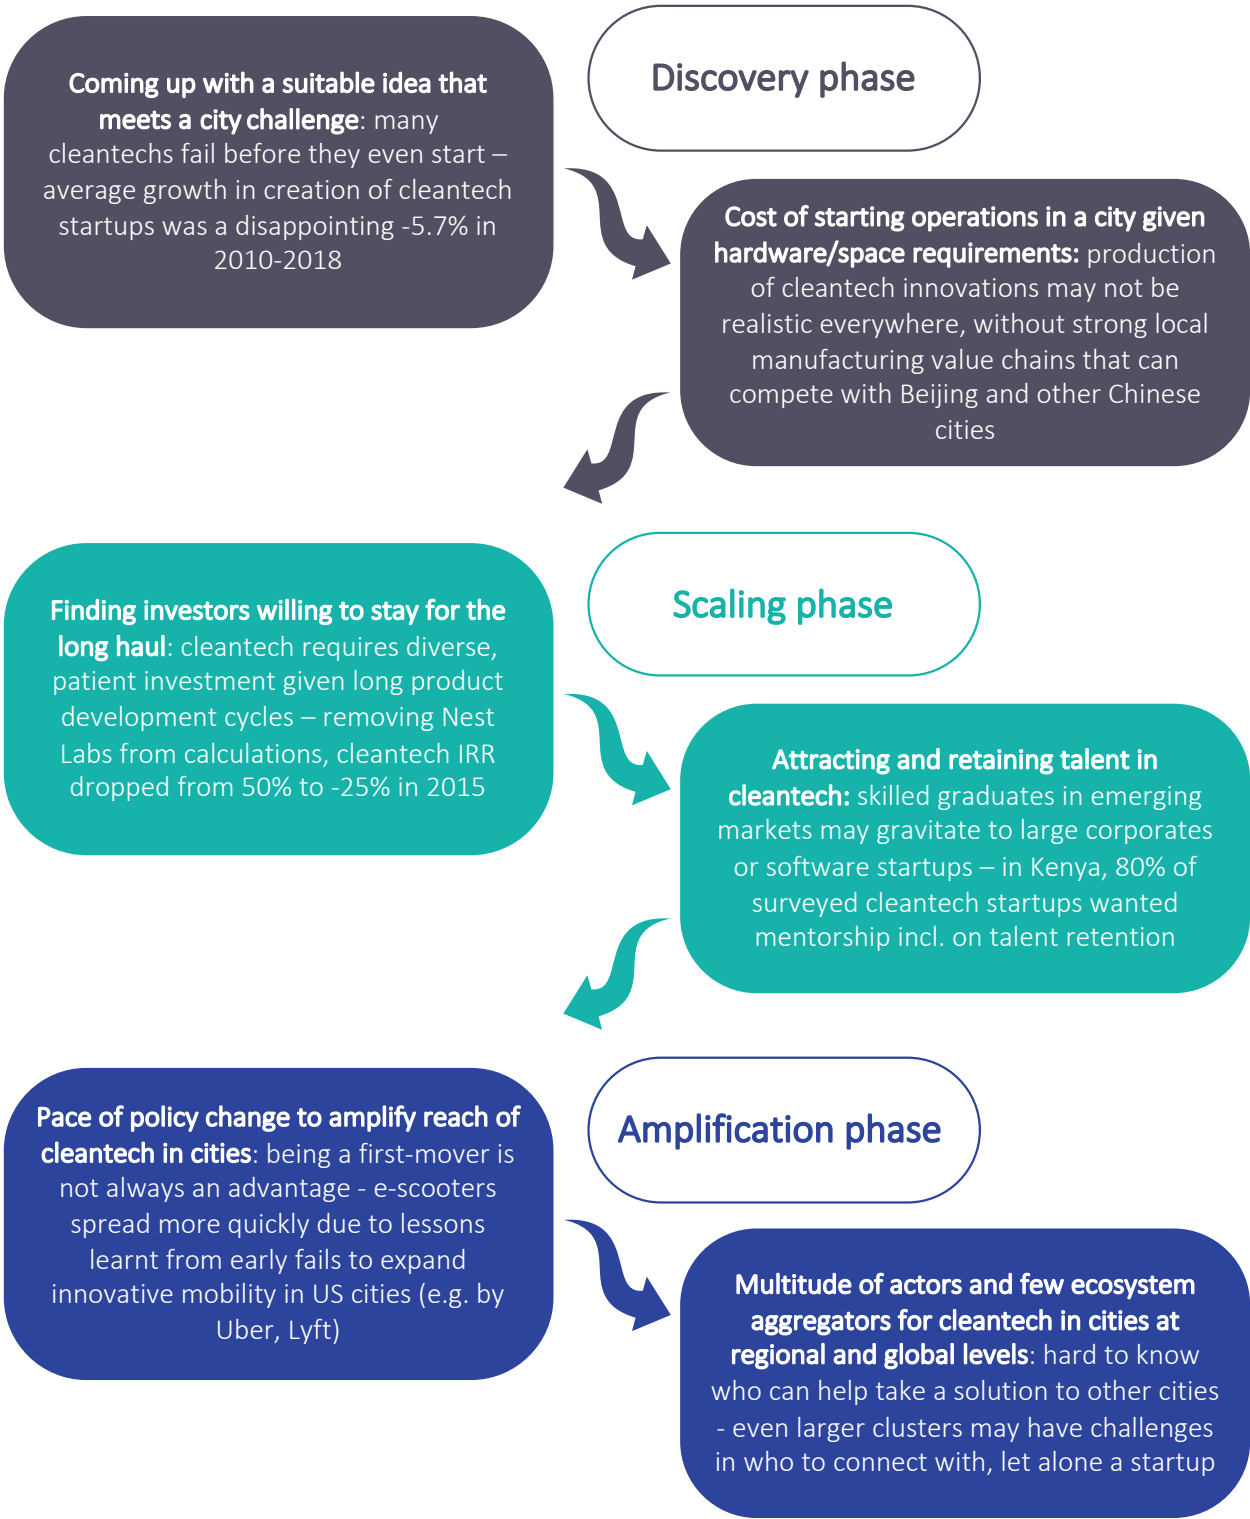 Discovery phase
Coming up with a suitable idea that
meets a city challenge: many
cleantechs fail before they even start –
average growth in creation of cleantech
startups was a disappointing -5.7% in
2010-2018
Cost of starting operations in a city given
hardware/space requirements: production
of cleantech innovations may not be
realistic everywhere, without strong local
manufacturing value chains that can
compete with Beijing and other Chinese
cities
Scaling phase
Finding investors willing to stay for the
long haul: cleantech requires diverse,
patient investment given long product
development cycles – removing Nest
Labs from calculations, cleantech IRR
dropped from 50% to -25% in 2015
Attracting and retaining talent in
cleantech: skilled graduates in emerging
markets may gravitate to large corporates
or software startups – in Kenya, 80% of
surveyed cleantech startups wanted
mentorship incl. on talent retention
Amplification phase
Pace of policy change to amplify reach of
cleantech in cities: being a first-mover is
not always an advantage - e-scooters
spread more quickly due to lessons
learnt from early fails to expand
innovative mobility in US cities (e.g. by
Uber, Lyft)
Multitude of actors and few ecosystem
aggregators for cleantech in cities at
regional and global levels: hard to know
who can help take a solution to other cities
- even larger clusters may have challenges
in who to connect with, let alone a startup